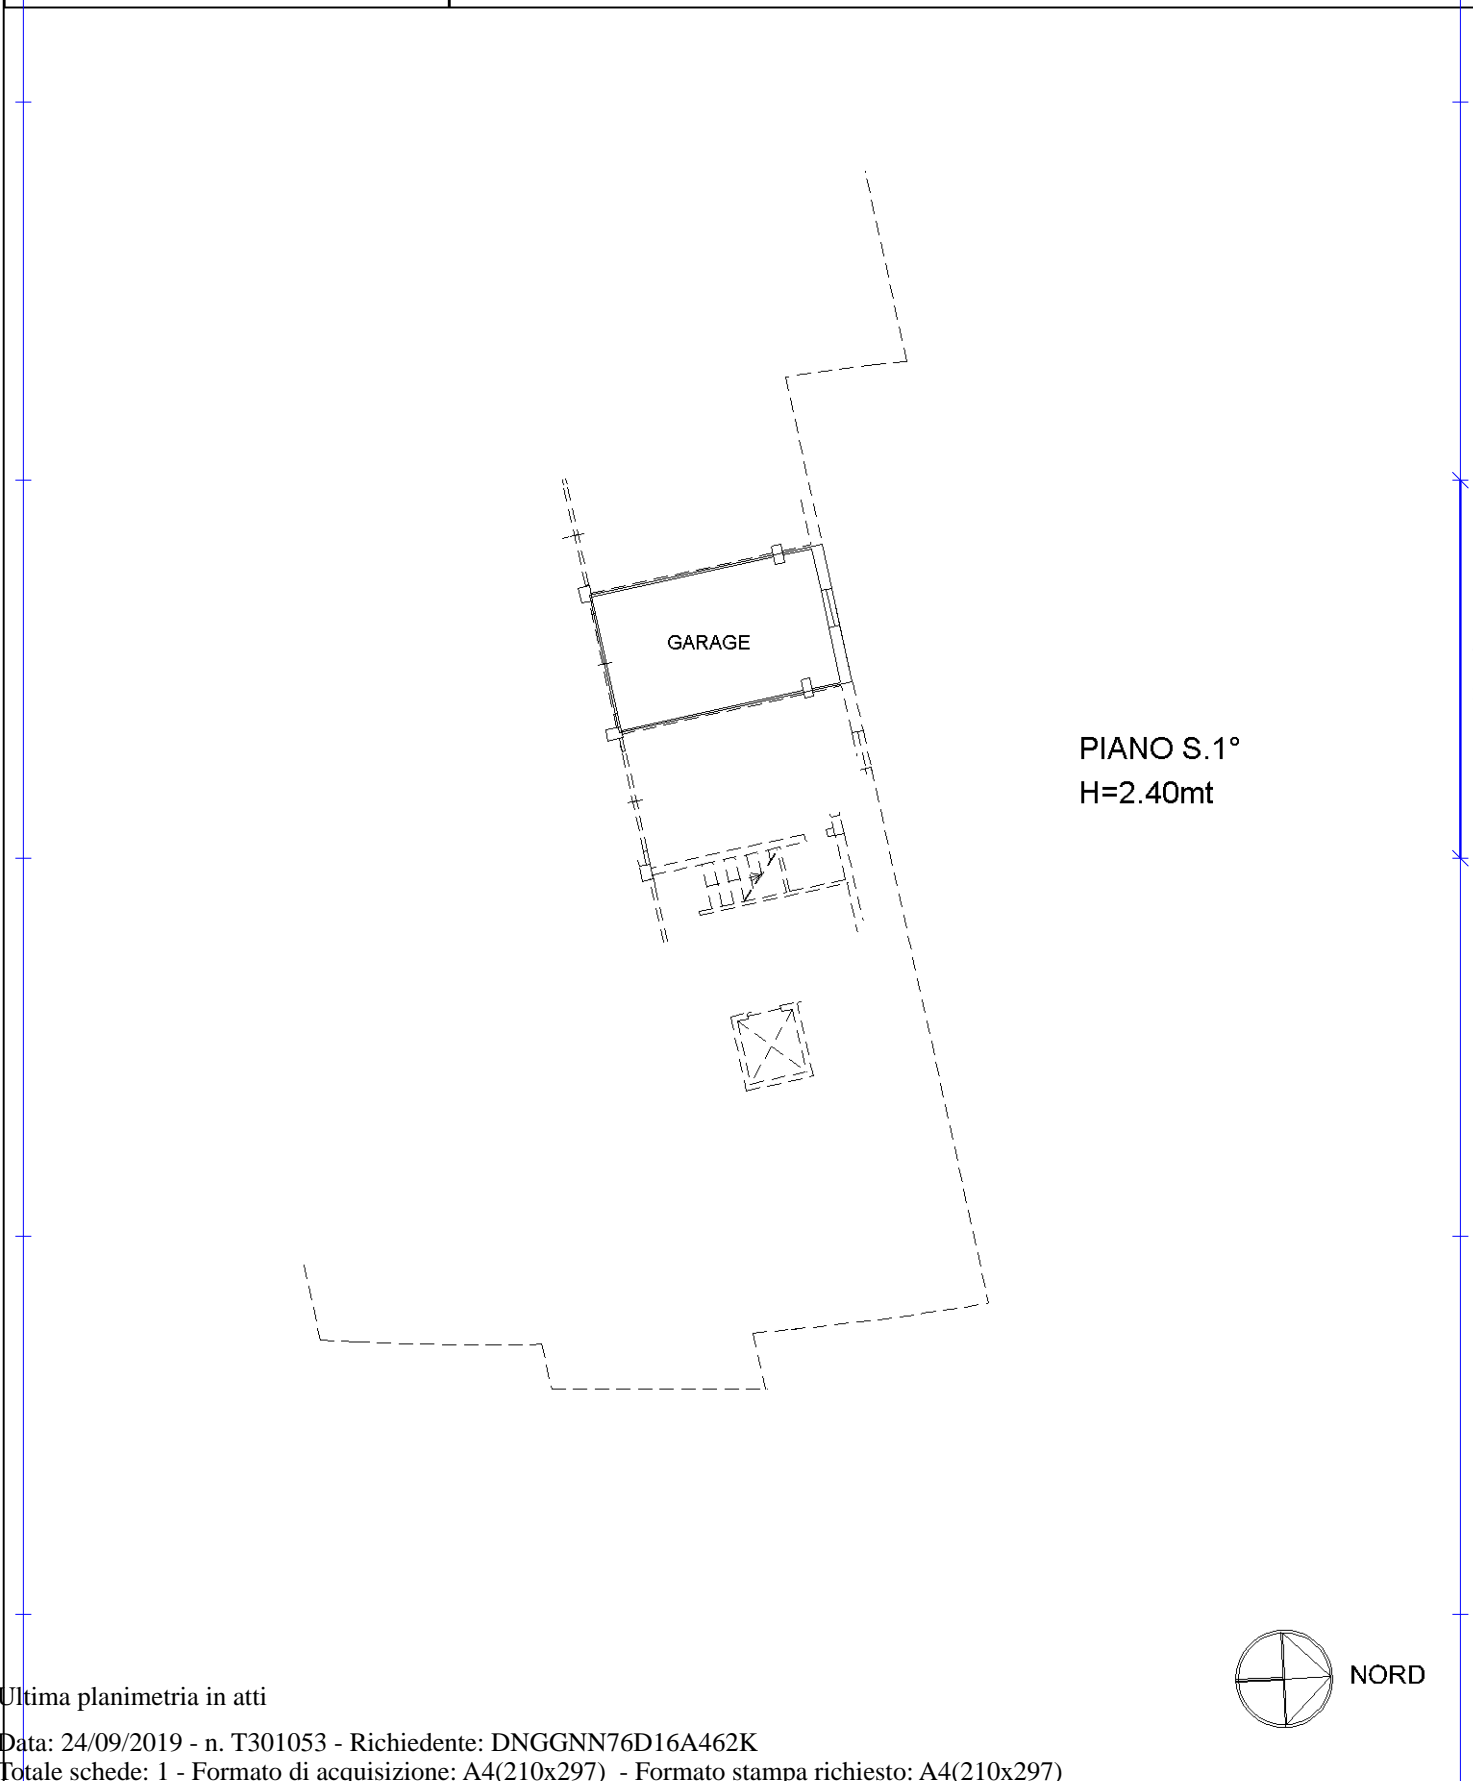 GARAGE
PIANO S.1°
H=2.40mt
NORD
Ultima planimetria in atti
Data: 24/09/2019 - n. T301053 - Richiedente: DNGGNN76D16A462K
Totale schede: 1 - Formato di acquisizione: A4(210x297) - Formato stampa richiesto: A4(210x297)